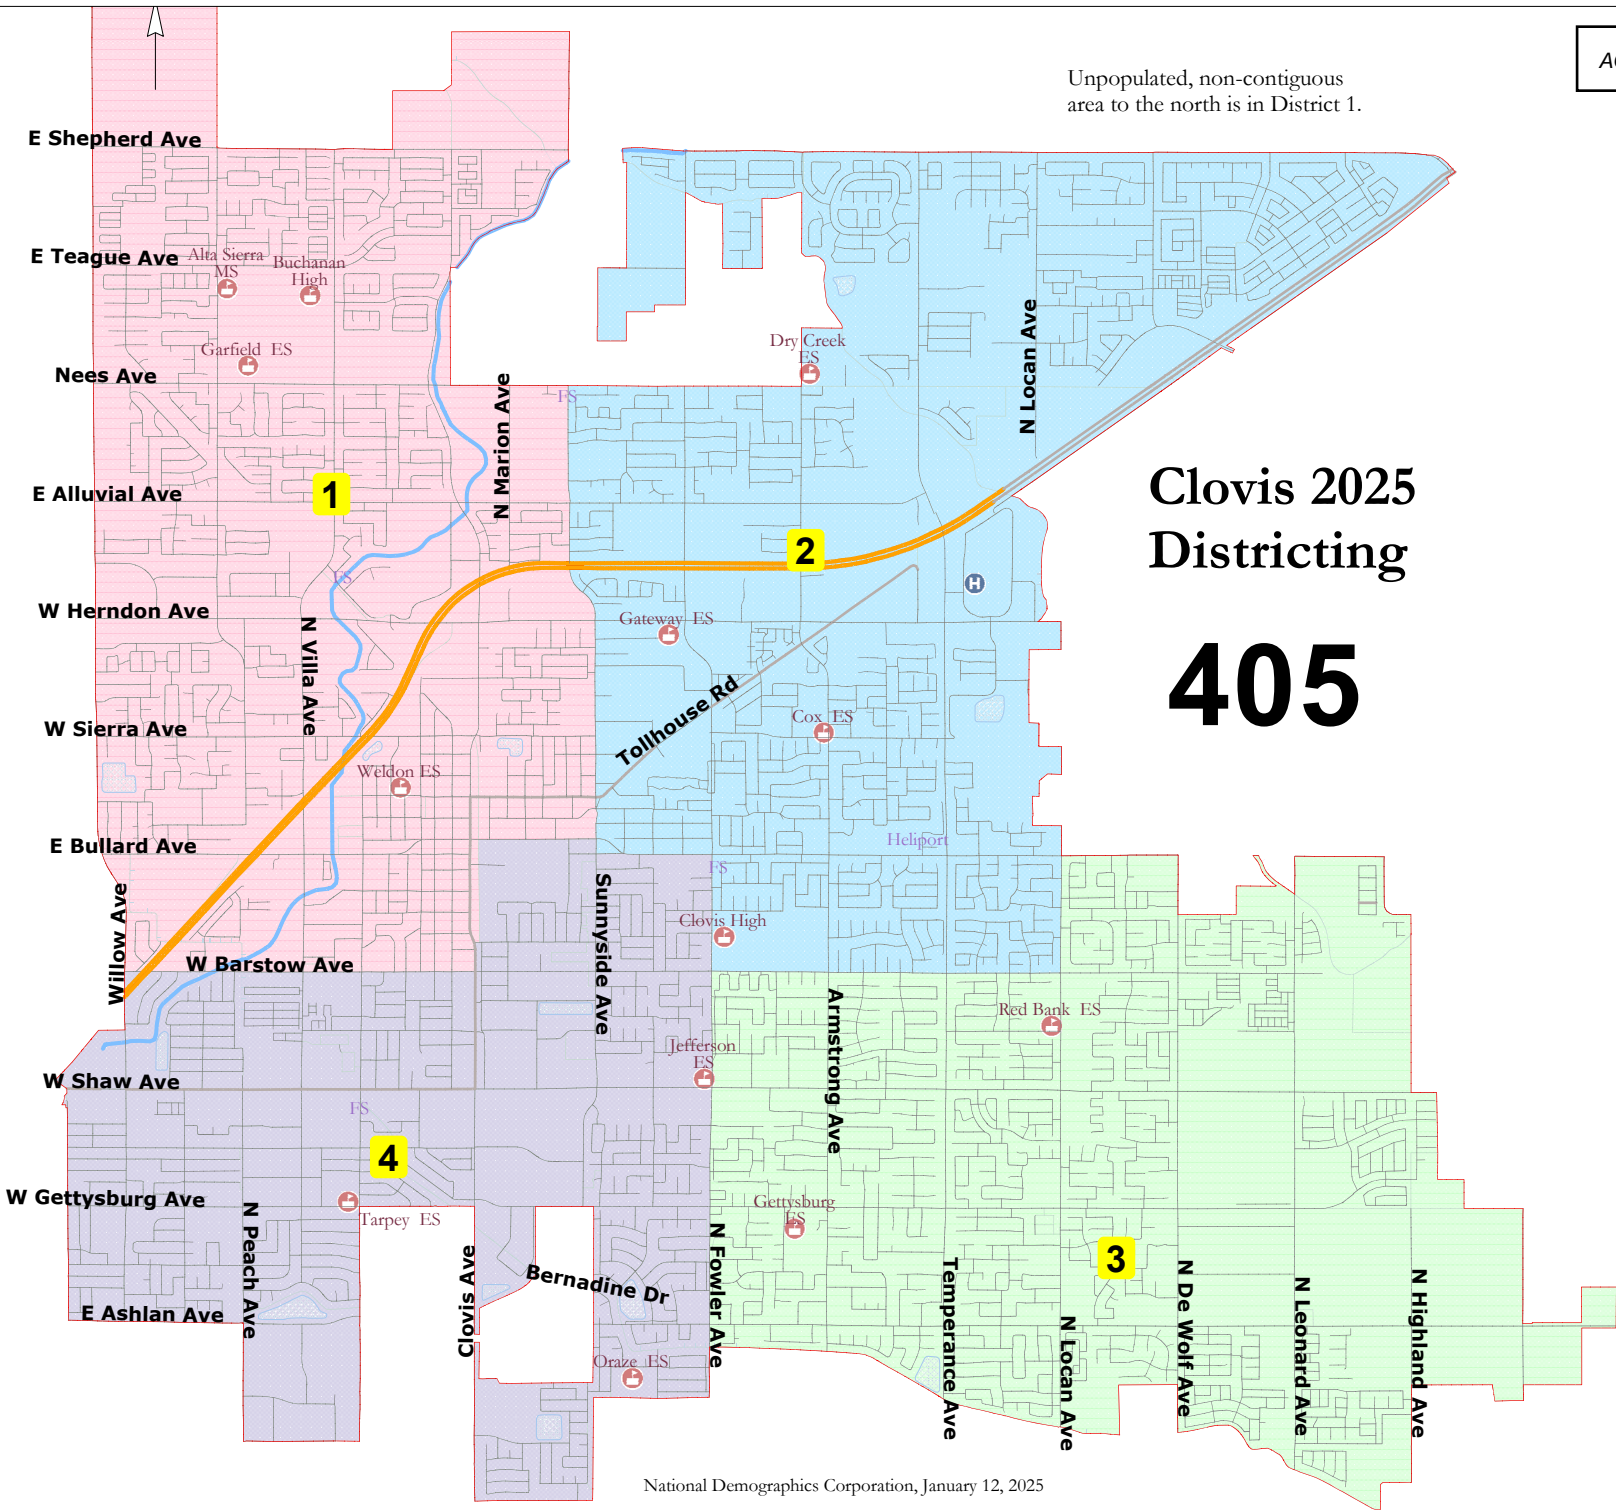 Unpopulated, non-contiguous
area to the north is in District 1.
E Shepherd Ave
E Teague Ave
Alta Sierra
MS
Buchanan
High
Garfield ES
Nees Ave
Dry Creek
ES
N Locan Ave
FS
N Marion Ave
Clovis 2025
Districting
405
E Alluvial Ave
1
2
FS
H
W Herndon Ave
Gateway ES
N Villa Ave
Tollhouse Rd
Cox ES
W Sierra Ave
Weldon ES
Heliport
E Bullard Ave
FS
Willow Ave
Sunnyside Ave
Clovis High
W Barstow Ave
Armstrong Ave
Red Bank ES
Jefferson
ES
W Shaw Ave
FS
4
W Gettysburg Ave
Tarpey ES
Gettysburg
ES
3
N Peach Ave
Clovis Ave
Bernadine Dr
N Fowler Ave
Temperance Ave
N Locan Ave
N De Wolf Ave
N Leonard Ave
N Highland Ave
E Ashlan Ave
Oraze ES
National Demographics Corporation, January 12, 2025